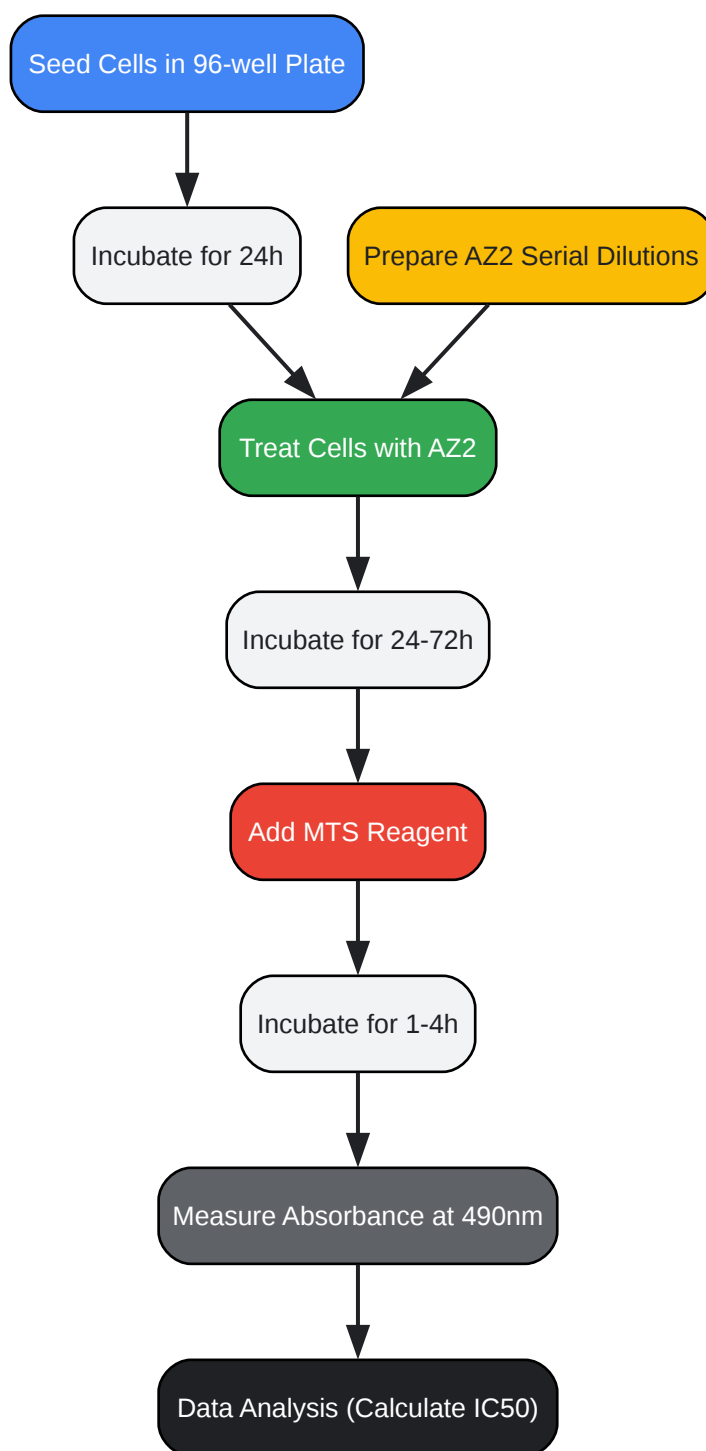 Seed Cells in 96-well Plate
Incubate for 24h
Prepare AZ2 Serial Dilutions
Treat Cells with AZ2
Incubate for 24-72h
Add MTS Reagent
Incubate for 1-4h
Measure Absorbance at 490nm
Data Analysis (Calculate IC50)